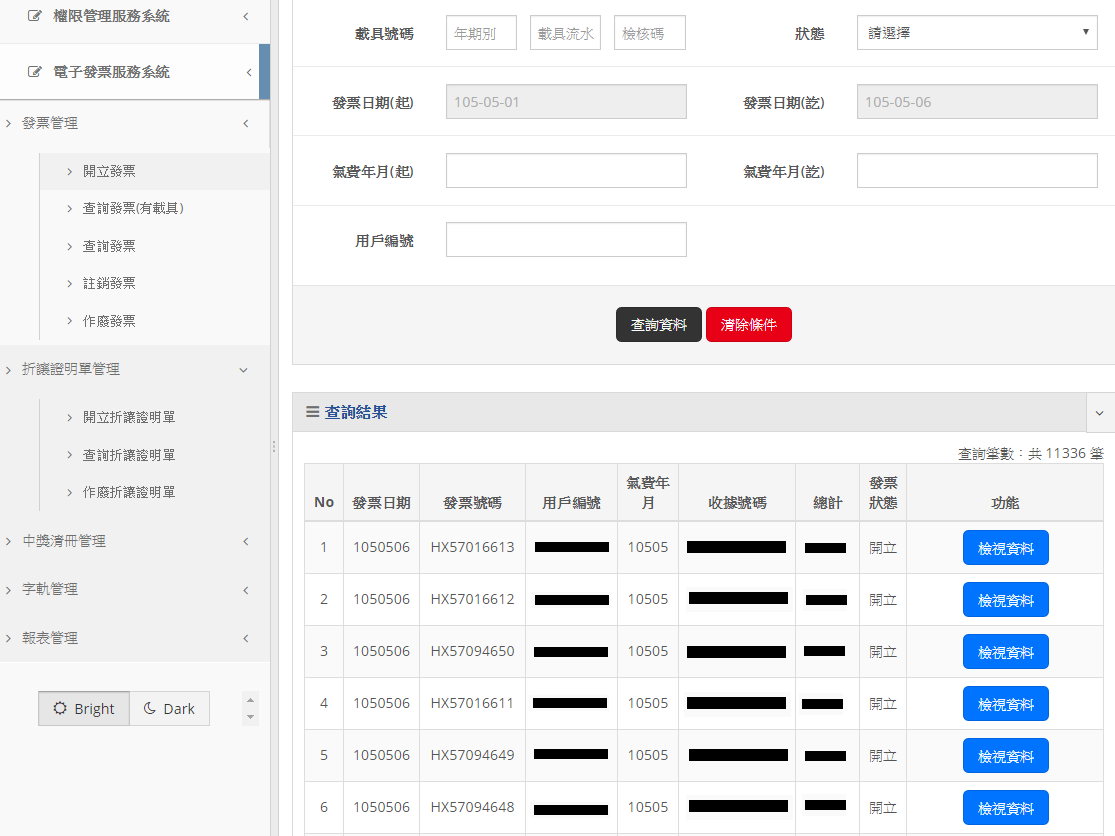 權限管理服務系統
電子發票服務系統
發票管理
開立發票
查詢發票(有載具)
查詢發票
註銷發票
作廢發票
折讓證明單管理
開立折讓證明單
查詢折讓證明單
作廢折讓證明單
中獎清冊管理
字軌管理
報表管理
Bright Dark
載具號碼 年期別 載具流水 檢核碼 狀態 請選擇
發票日期(起) 105-05-01 發票日期(訖) 105-05-06
氣費年月(起) 氣費年月(訖)
用戶編號
查詢資料 清除條件
查詢結果
查詢筆數：共 11336 筆
No 發票日期 發票號碼 用戶編號 氣費年月 收據號碼 總計 發票狀態 功能
1 1050506 HX57016613 10505 開立 檢視資料
2 1050506 HX57016612 10505 開立 檢視資料
3 1050506 HX57094650 10505 開立 檢視資料
4 1050506 HX57016611 10505 開立 檢視資料
5 1050506 HX57094649 10505 開立 檢視資料
6 1050506 HX57094648 10505 開立 檢視資料